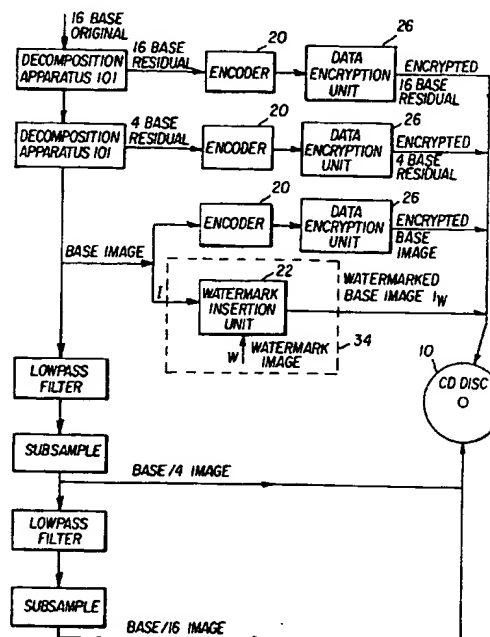 16 BASE
ORIGINAL
DECOMPOSITION
APPARATUS 101
16 BASE
RESIDUAL
20
ENCODER
26
DATA
ENCRYPTION
UNIT
ENCRYPTED
16 BASE
RESIDUAL
DECOMPOSITION
APPARATUS 101
4 BASE
RESIDUAL
20
ENCODER
26
DATA
ENCRYPTION
UNIT
ENCRYPTED
4 BASE
RESIDUAL
BASE IMAGE
20
ENCODER
26
DATA
ENCRYPTION
UNIT
ENCRYPTED
BASE
IMAGE
I
22
WATERMARK
INSERTION
UNIT
WATERMARKED
BASE IMAGE IW
W
WATERMARK
IMAGE
34
10
CD DISC
LOWPASS
FILTER
SUBSAMPLE
BASE/4 IMAGE
LOWPASS
FILTER
SUBSAMPLE
BASE/16 IMAGE